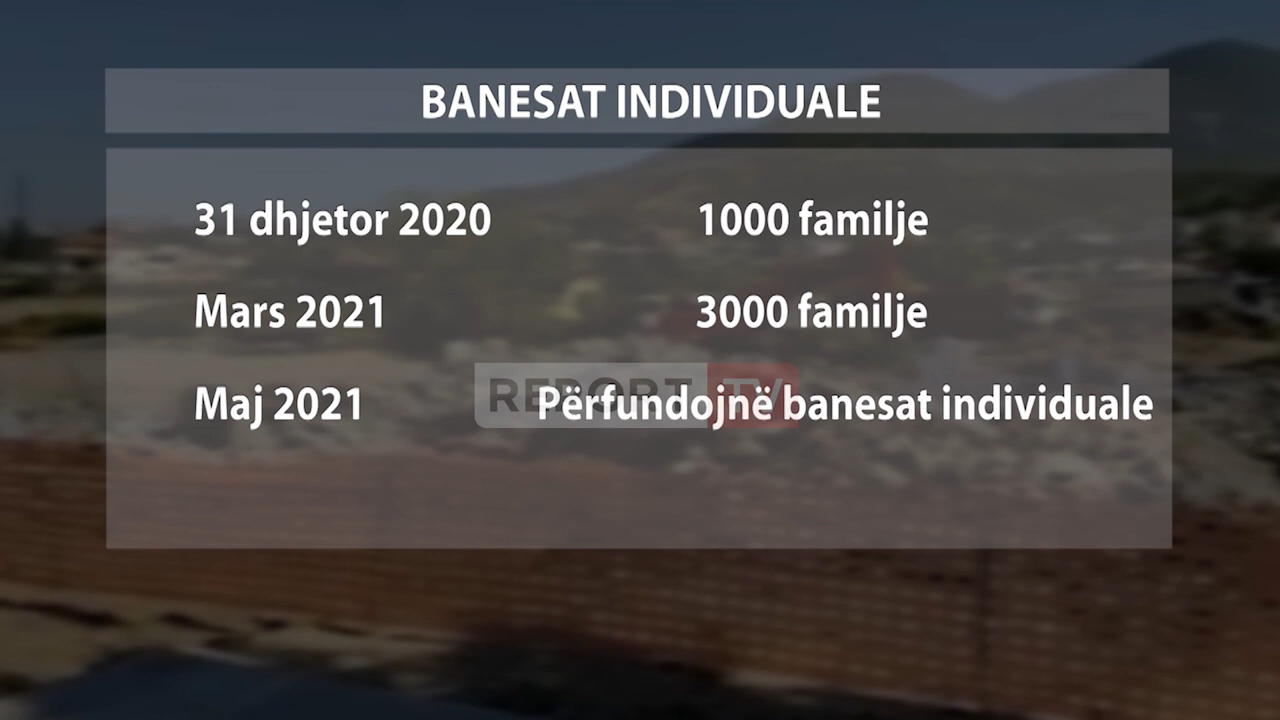 BANESAT INDIVIDUALE
31 dhjetor 2020 1000 familje
Mars 2021 3000 familje
REPORT TV
Maj 2021 Përfundojnë banesat individuale